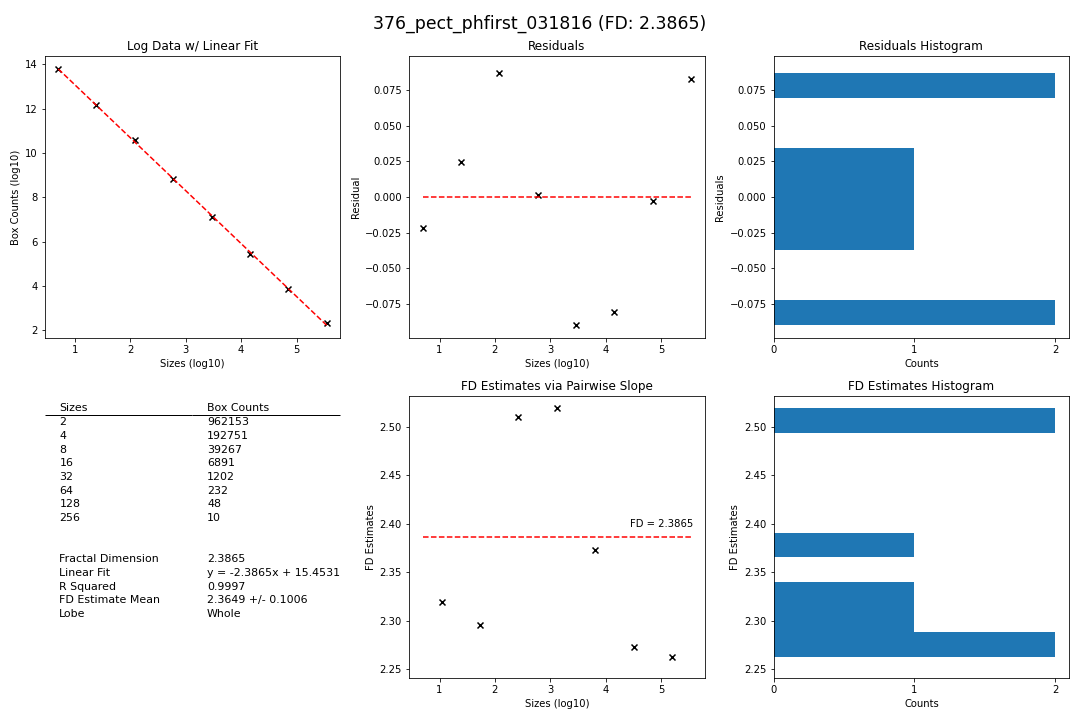 376_pect_phfirst_031816 (FD: 2.3865)
Log Data w/ Linear Fit
14
12
10
8
6
4
2
Box Counts (log10)
1 2 3 4 5
Sizes (log10)
Residuals
0.075
0.050
0.025
0.000
−0.025
−0.050
−0.075
Residual
1 2 3 4 5
Sizes (log10)
Residuals Histogram
0.075
0.050
0.025
0.000
−0.025
−0.050
−0.075
Residuals
0 1 2
Counts
Sizes Box Counts
2 962153
4 192751
8 39267
16 6891
32 1202
64 232
128 48
256 10
Fractal Dimension 2.3865
Linear Fit y = -2.3865x + 15.4531
R Squared 0.9997
FD Estimate Mean 2.3649 +/- 0.1006
Lobe Whole
FD Estimates via Pairwise Slope
2.50
2.45
2.40
2.35
2.30
2.25
FD Estimates
FD = 2.3865
1 2 3 4 5
Sizes (log10)
FD Estimates Histogram
2.50
2.45
2.40
2.35
2.30
2.25
FD Estimates
0 1 2
Counts